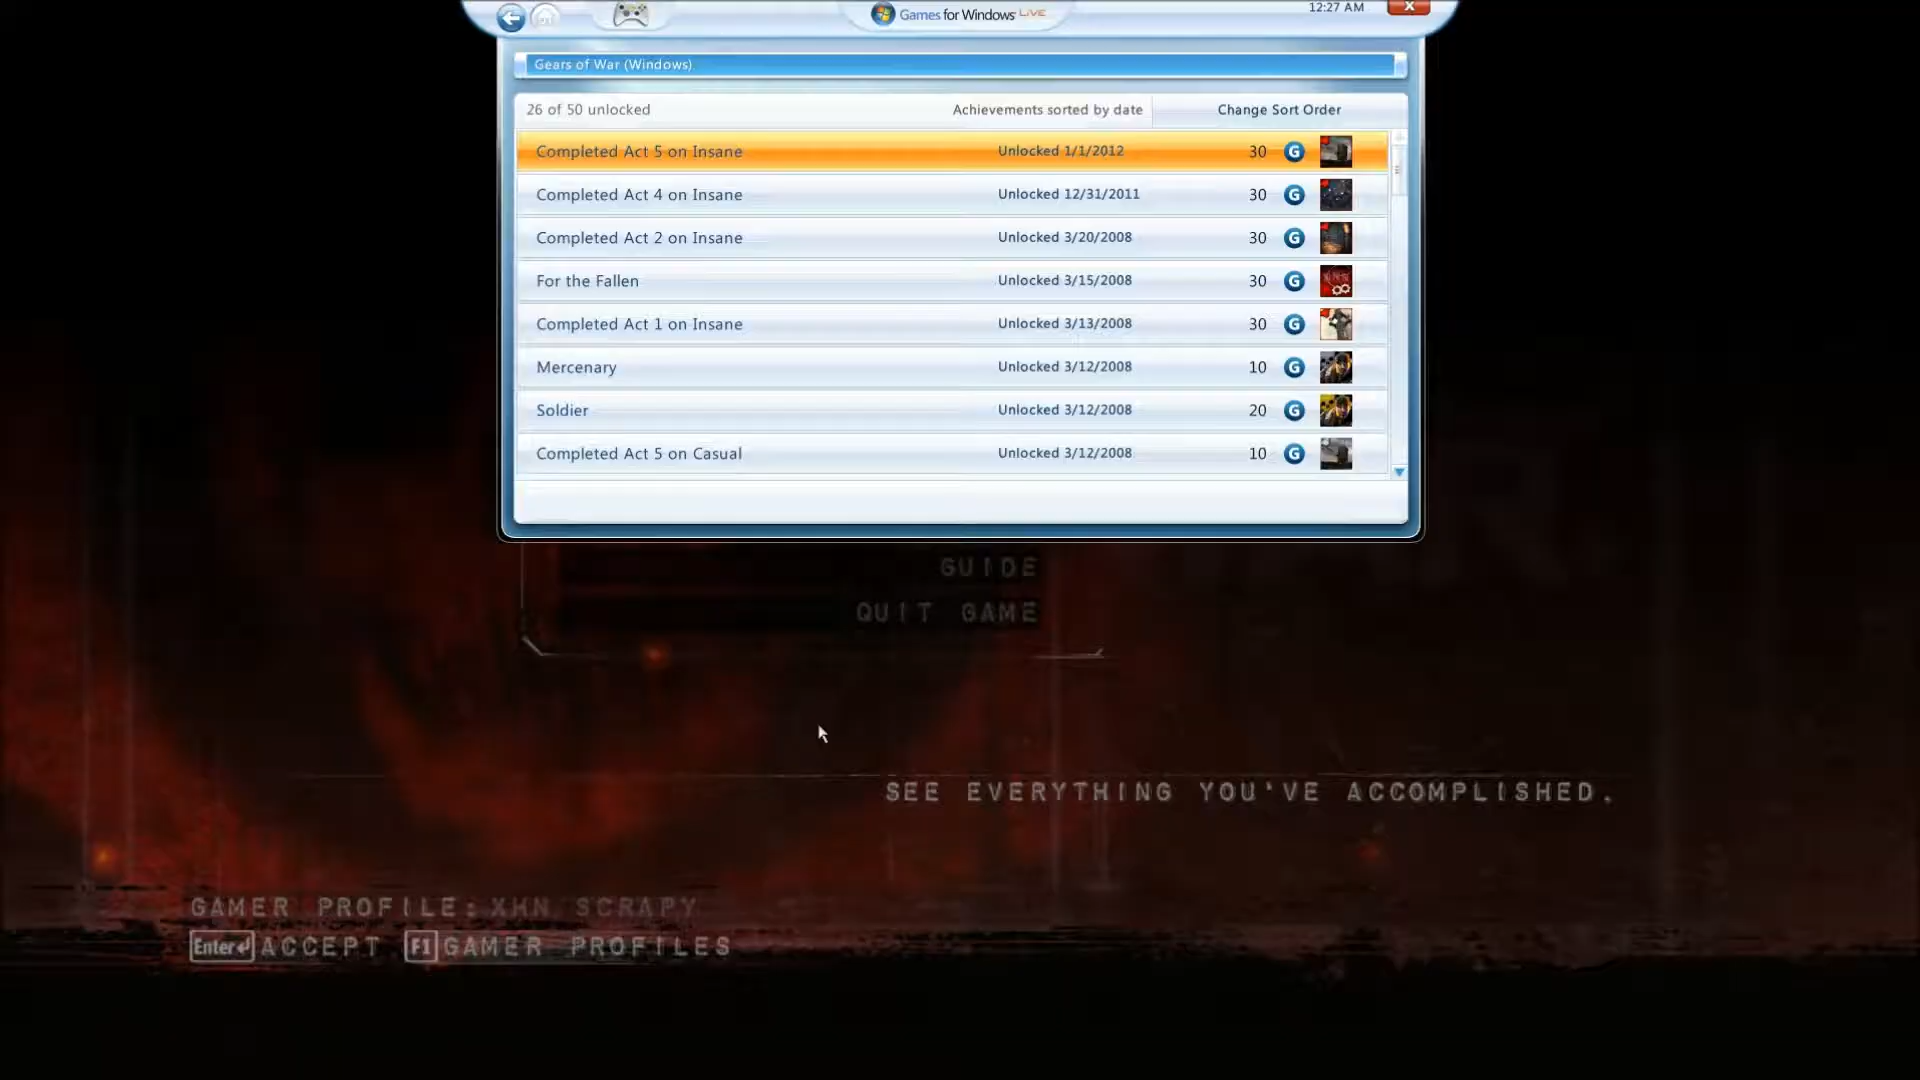 Games for Windows LIVE
12:27 AM
X
Gears of War (Windows)
26 of 50 unlocked
Achievements sorted by date
Change Sort Order
Completed Act 5 on Insane Unlocked 1/1/2012 30 G
Completed Act 4 on Insane Unlocked 12/31/2011 30 G
Completed Act 2 on Insane Unlocked 3/20/2008 30 G
For the Fallen Unlocked 3/15/2008 30 G
Completed Act 1 on Insane Unlocked 3/13/2008 30 G
Mercenary Unlocked 3/12/2008 10 G
Soldier Unlocked 3/12/2008 20 G
Completed Act 5 on Casual Unlocked 3/12/2008 10 G
GUIDE
QUIT GAME
SEE EVERYTHING YOU'VE ACCOMPLISHED.
GAMER PROFILE: XHN SCRAPY
Enter ACCEPT F1 GAMER PROFILES